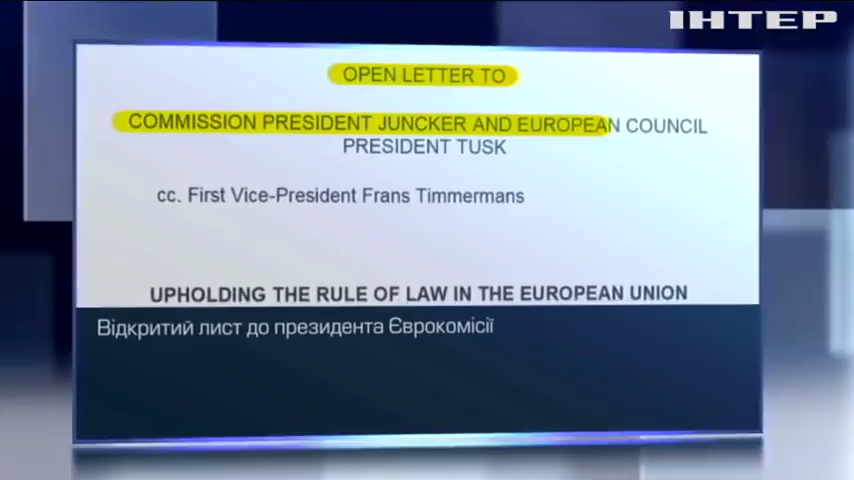 ІНТЕР
OPEN LETTER TO
COMMISSION PRESIDENT JUNCKER AND EUROPEAN COUNCIL
PRESIDENT TUSK
cc. First Vice-President Frans Timmermans
UPHOLDING THE RULE OF LAW IN THE EUROPEAN UNION
Відкритий лист до президента Єврокомісії